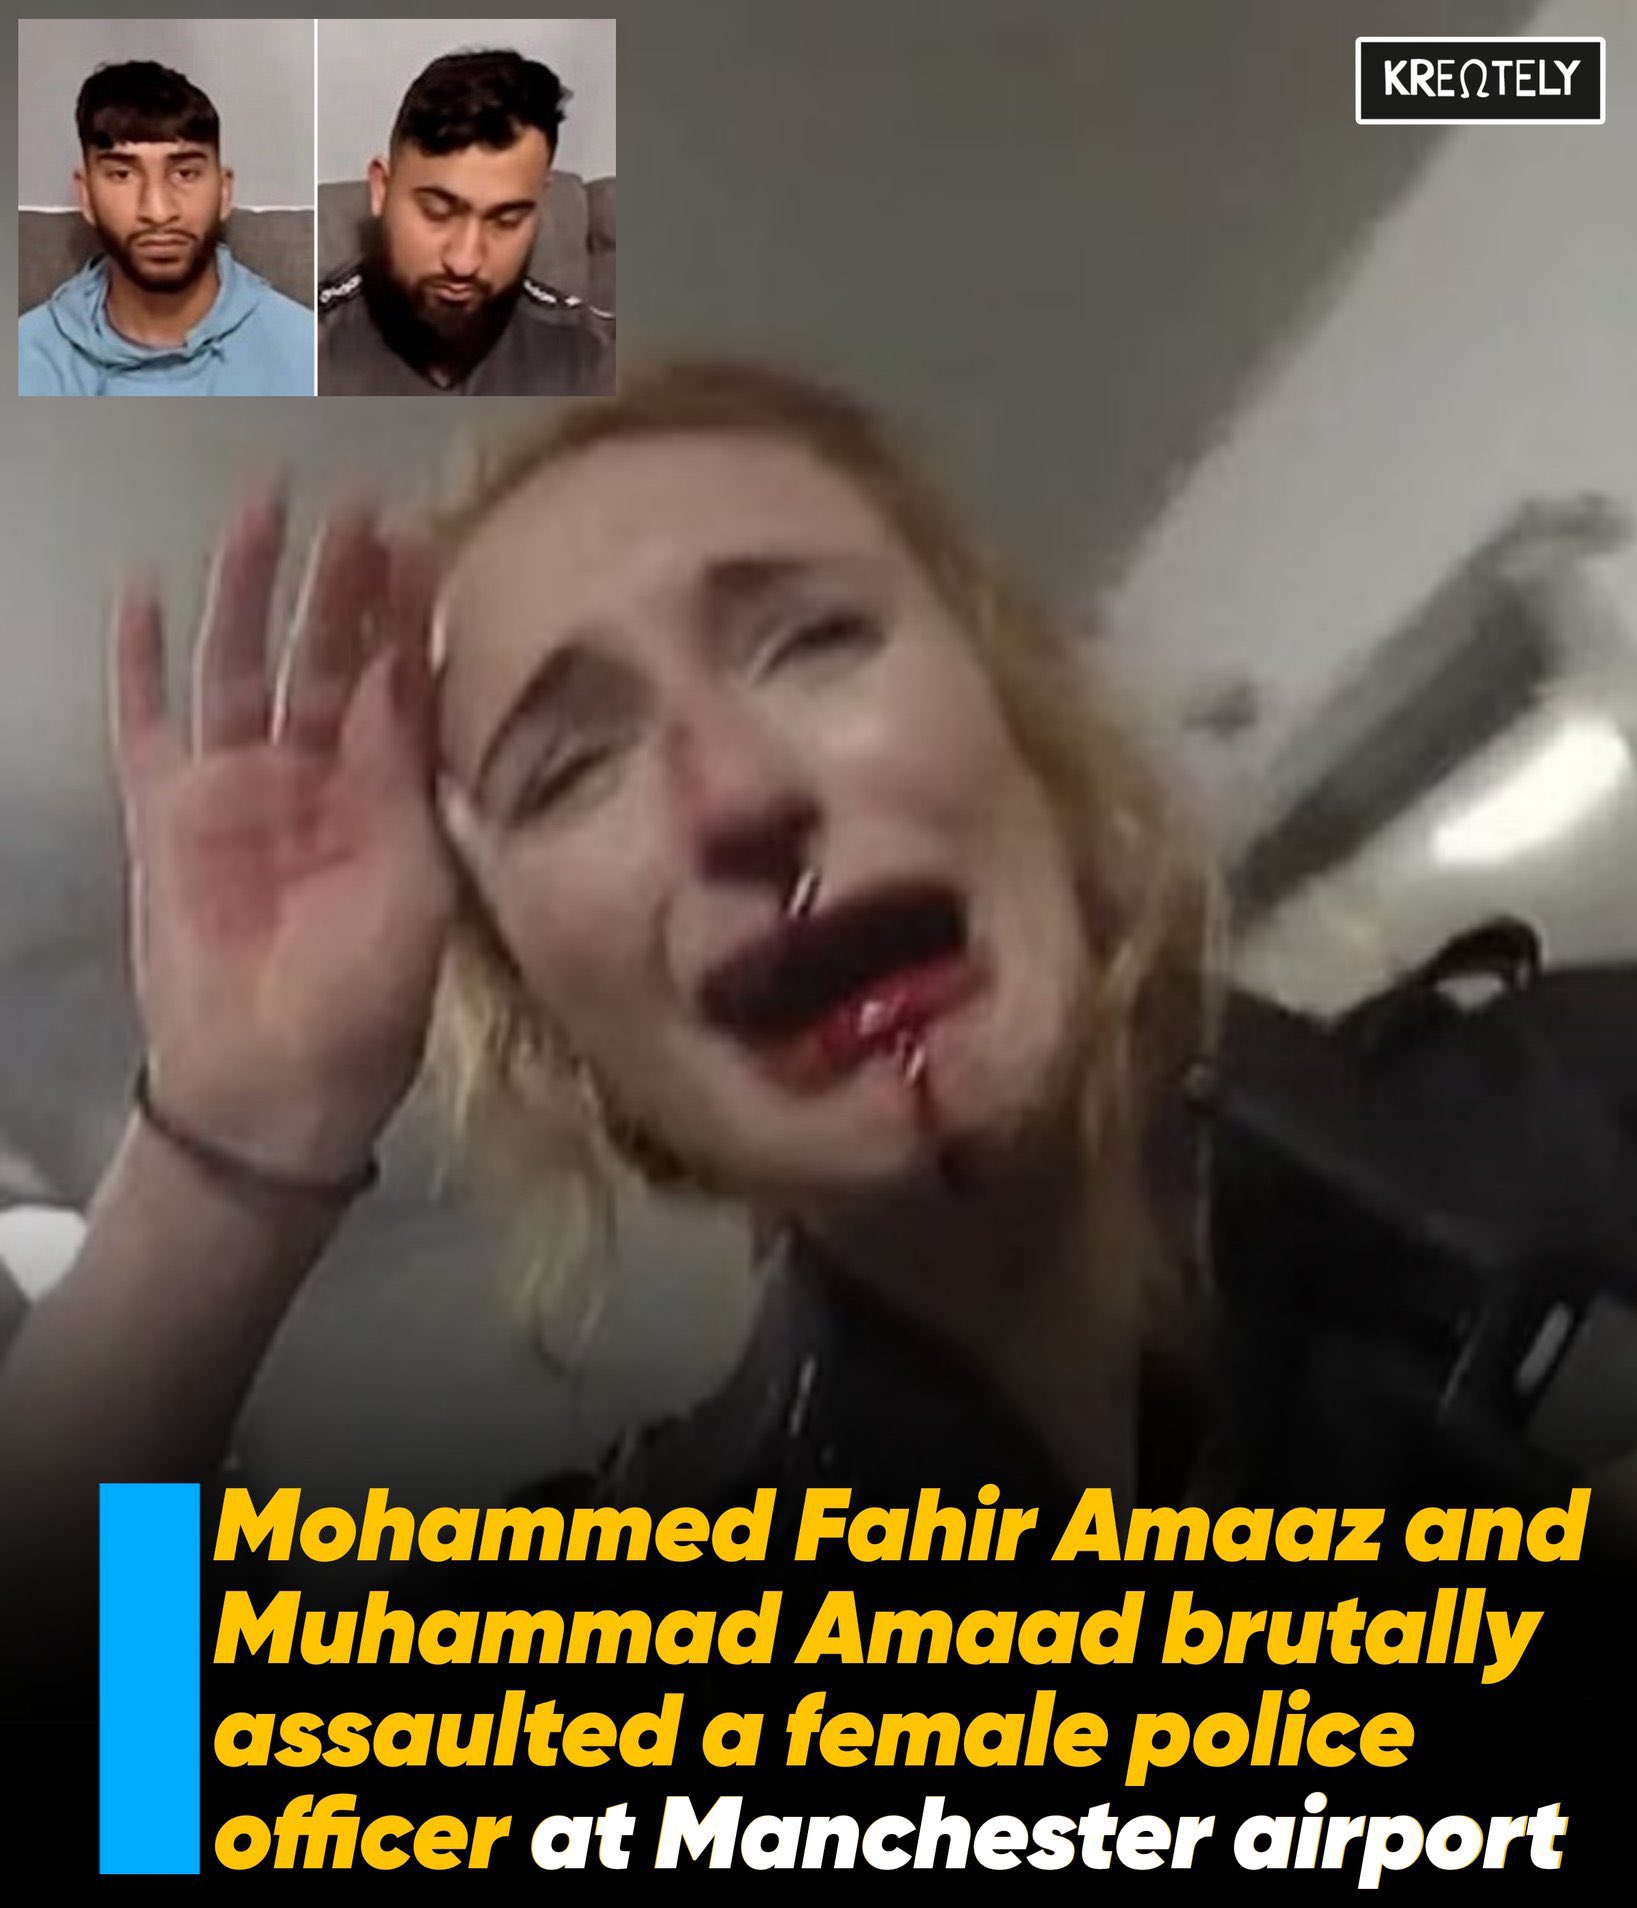 KREΩTELY
Mohammed Fahir Amaaz and
Muhammad Amaad brutally
assaulted a female police
officer at Manchester airport